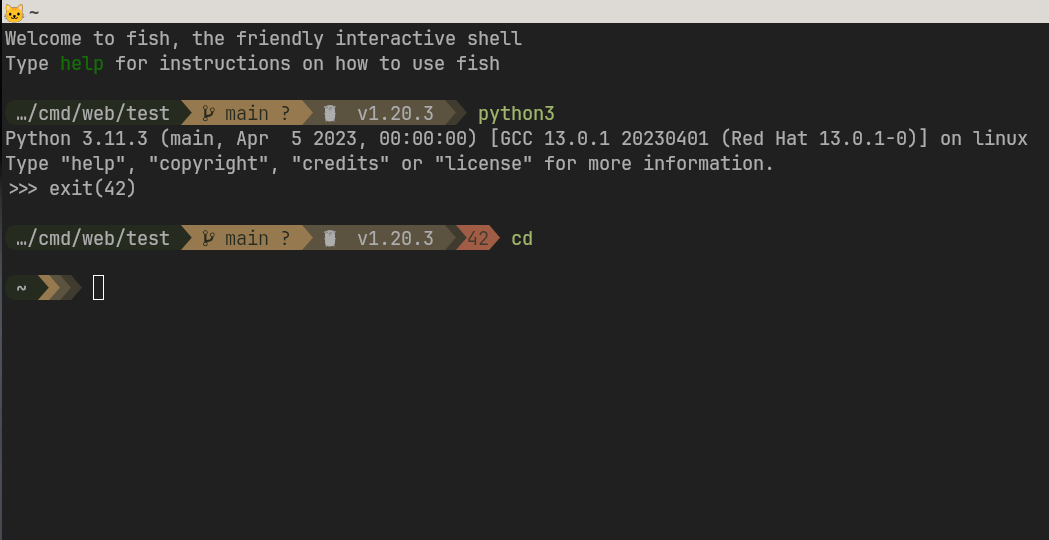 ~
Welcome to fish, the friendly interactive shell
Type help for instructions on how to use fish
…/cmd/web/test main ? v1.20.3 python3
Python 3.11.3 (main, Apr  5 2023, 00:00:00) [GCC 13.0.1 20230401 (Red Hat 13.0.1-0)] on linux
Type "help", "copyright", "credits" or "license" for more information.
>>> exit(42)
…/cmd/web/test main ? v1.20.3 42 cd
~